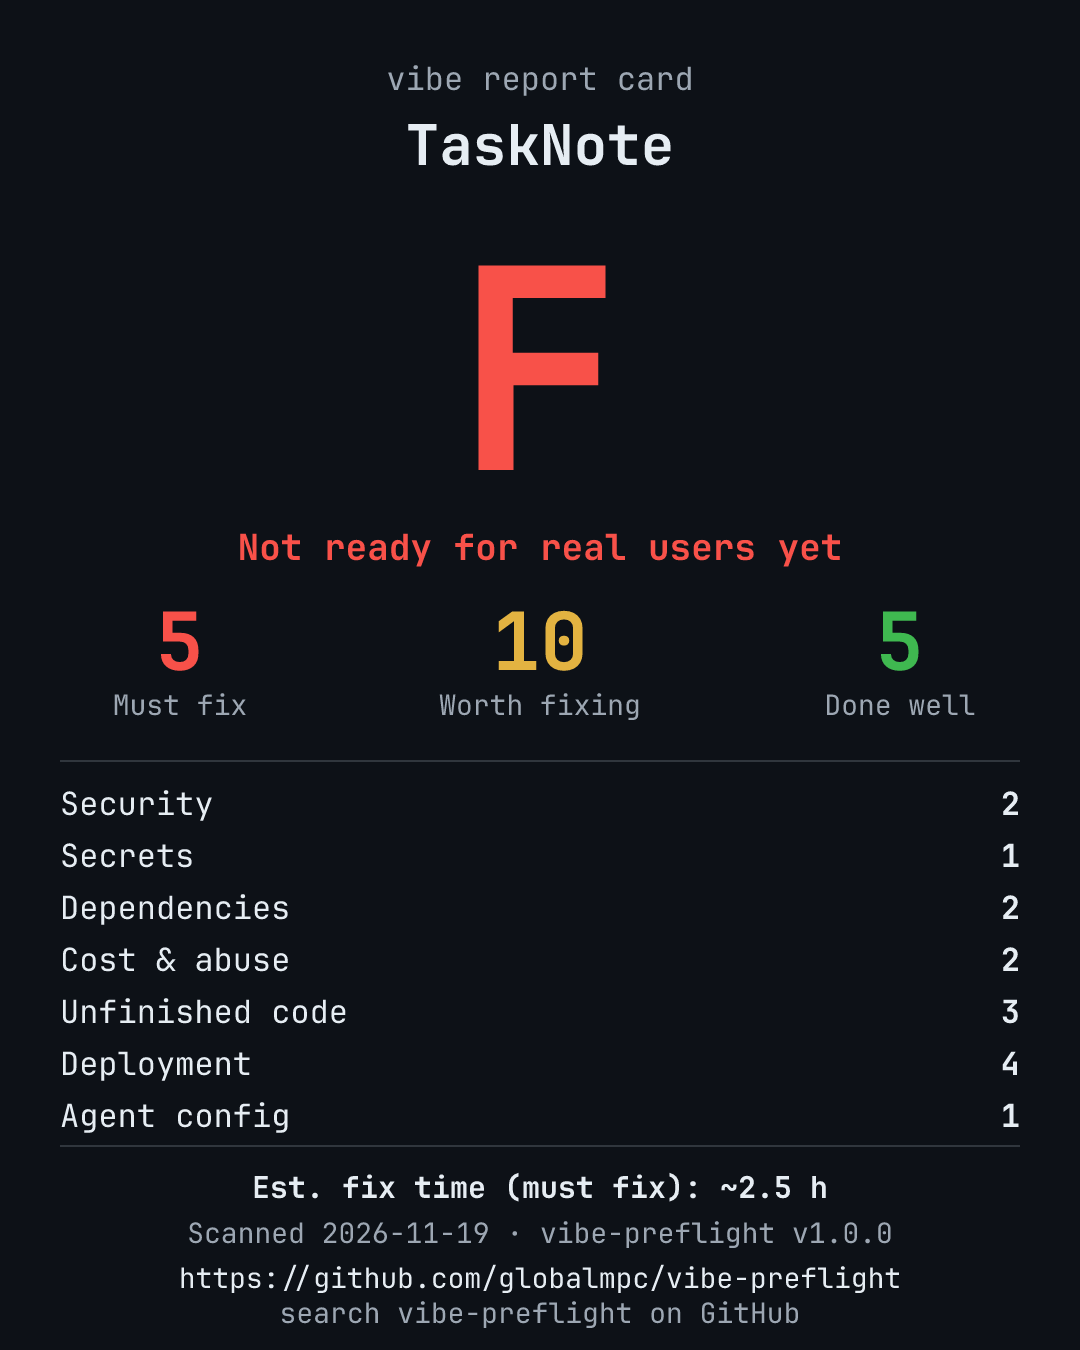 vibe report card
TaskNote
F
Not ready for real users yet
5 10 5
Must fix Worth fixing Done well
Security 2
Secrets 1
Dependencies 2
Cost & abuse 2
Unfinished code 3
Deployment 4
Agent config 1
Est. fix time (must fix): ~2.5 h
Scanned 2026-11-19 · vibe-preflight v1.0.0
https://github.com/globalmpc/vibe-preflight
search vibe-preflight on GitHub